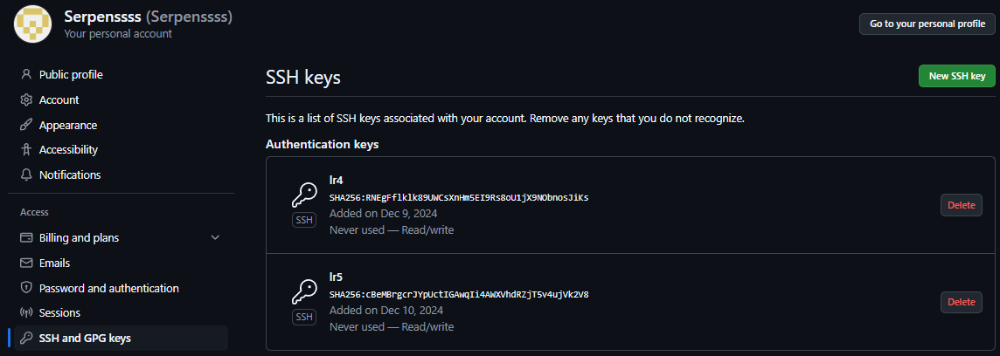 Serpenssss (Serpenssss)
Your personal account
Go to your personal profile
Public profile
Account
Appearance
Accessibility
Notifications
Access
Billing and plans
Emails
Password and authentication
Sessions
SSH and GPG keys
SSH keys
New SSH key
This is a list of SSH keys associated with your account. Remove any keys that you do not recognize.
Authentication keys
lr4
SHA256:RNEgFflklk89UWCsXnHm5EI9Rs8oU1jX9NObnosJiKs
Added on Dec 9, 2024
Never used — Read/write
SSH
Delete
lr5
SHA256:cBeMBrgcrJYpUctIGAwqIi4AWXVhdRZjT5v4ujVk2V8
Added on Dec 10, 2024
Never used — Read/write
SSH
Delete